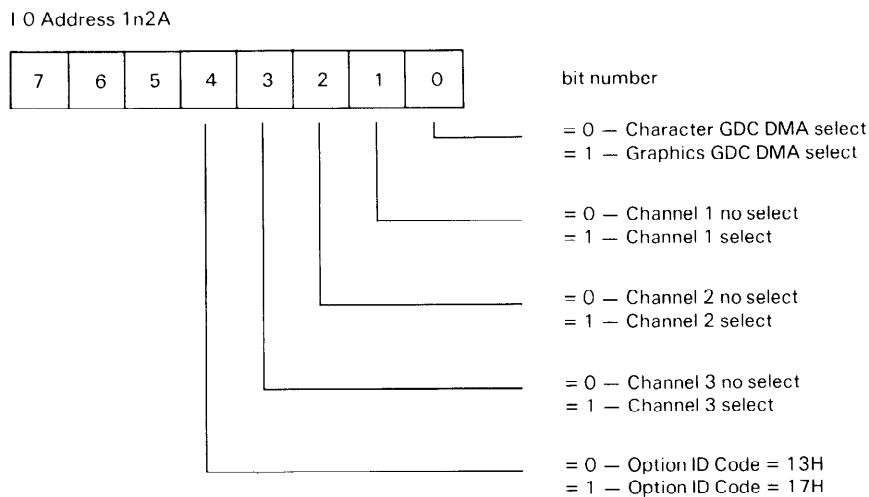 I O Address 1n2A
7 6 5 4 3 2 1 0 bit number
= 0 — Character GDC DMA select
= 1 — Graphics GDC DMA select
= 0 — Channel 1 no select
= 1 — Channel 1 select
= 0 — Channel 2 no select
= 1 — Channel 2 select
= 0 — Channel 3 no select
= 1 — Channel 3 select
= 0 — Option ID Code = 13H
= 1 — Option ID Code = 17H